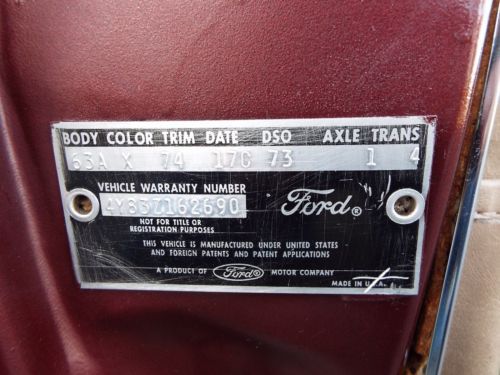 BODY COLOR TRIM DATE DSO AXLE TRANS
63A X 74 17C 73 1 4
VEHICLE WARRANTY NUMBER
4Y83Z162690
Ford®
NOT FOR TITLE OR
REGISTRATION PURPOSES
THIS VEHICLE IS MANUFACTURED UNDER UNITED STATES
AND FOREIGN PATENTS AND PATENT APPLICATIONS
A PRODUCT OF Ford® MOTOR COMPANY
MADE IN U.S.A.